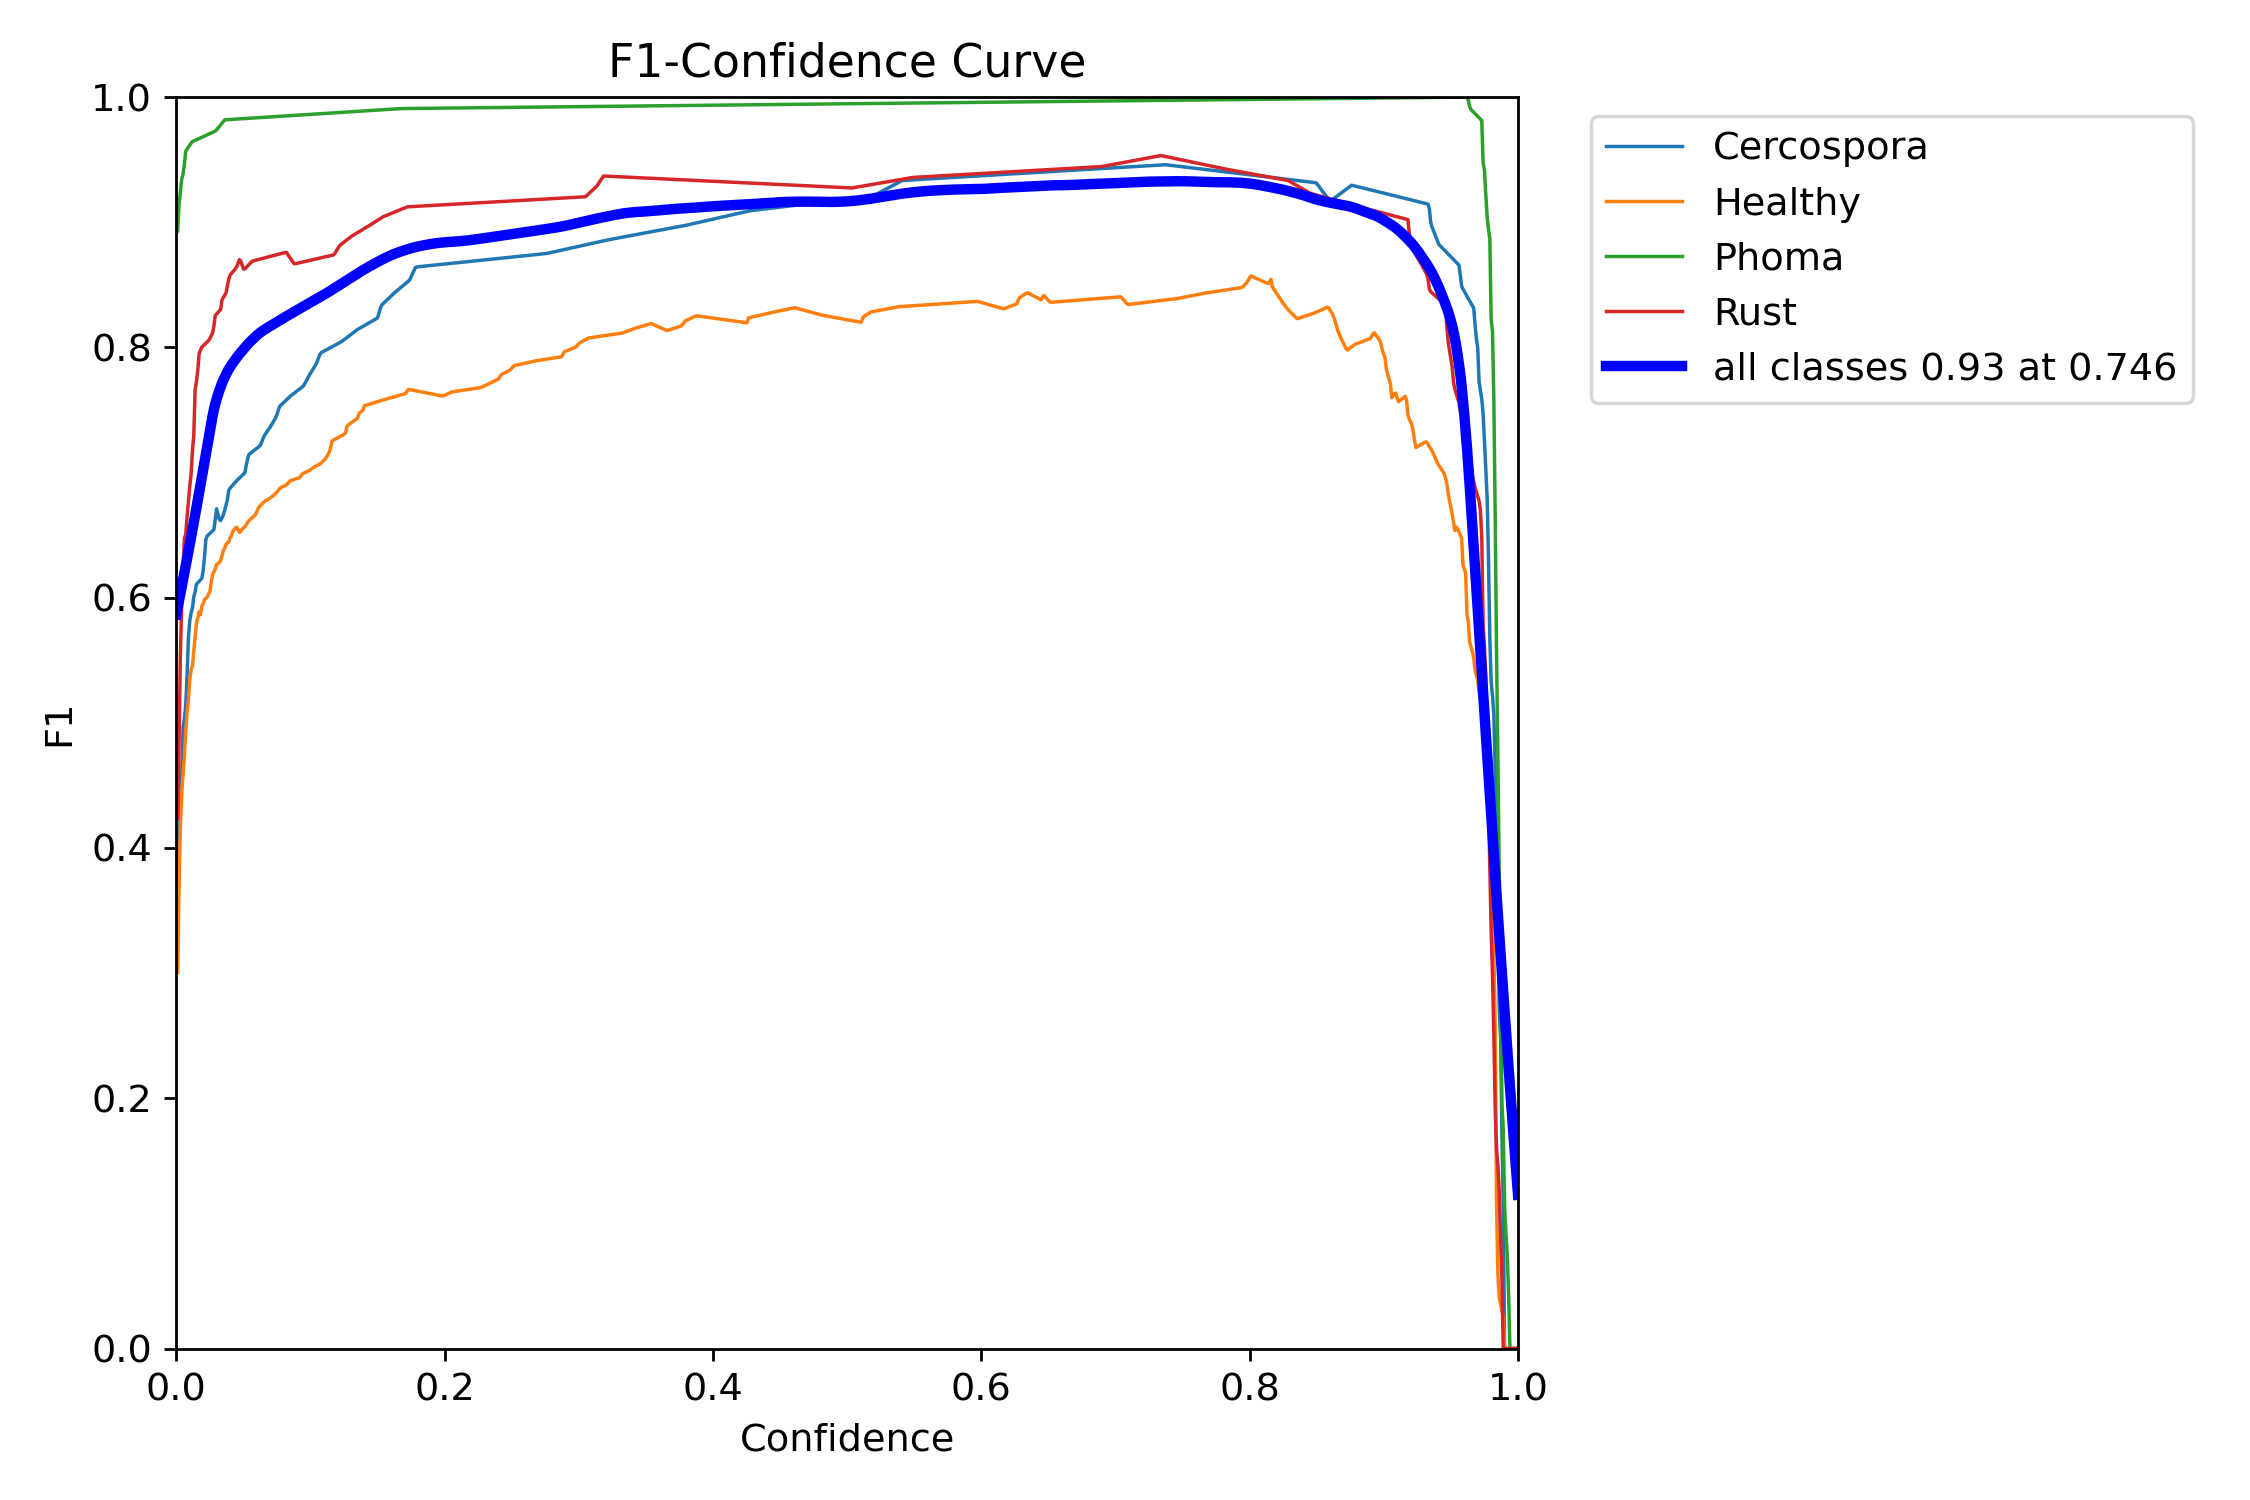 F1-Confidence Curve
1.0
0.8
0.6
0.4
0.2
0.0
F1
0.0 0.2 0.4 0.6 0.8 1.0
Confidence
Cercospora
Healthy
Phoma
Rust
all classes 0.93 at 0.746